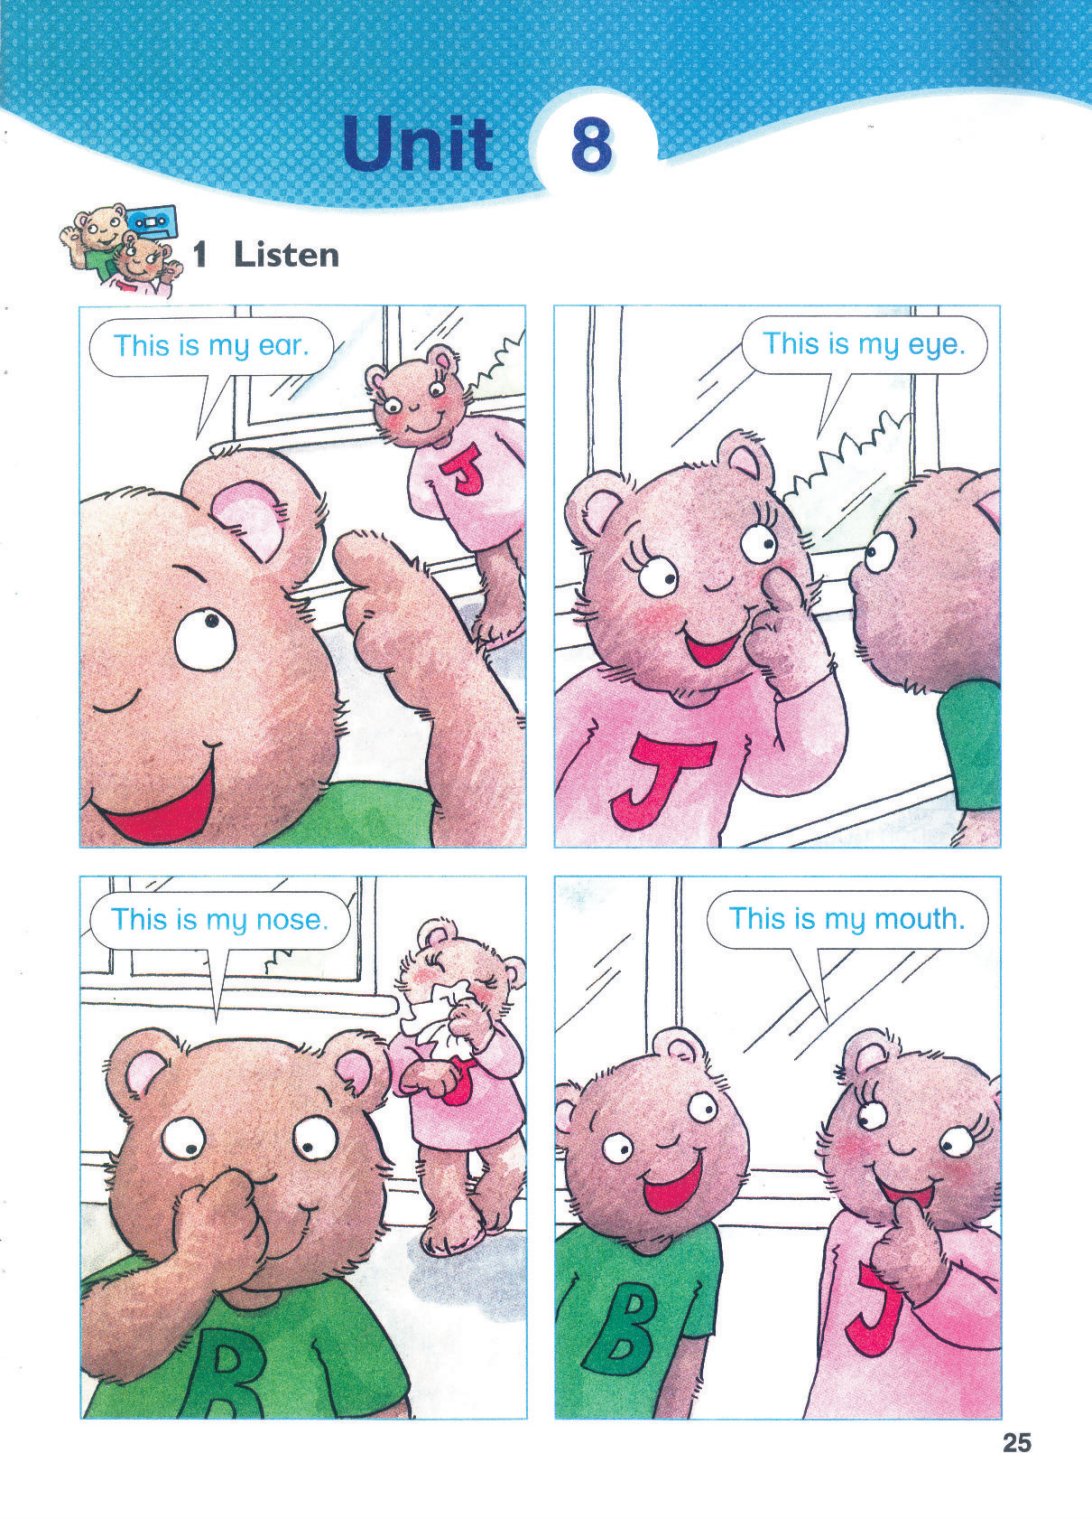 Unit 8
1 Listen
This is my ear.
This is my eye.
J
J
This is my nose.
This is my mouth.
J
B
B
J
25